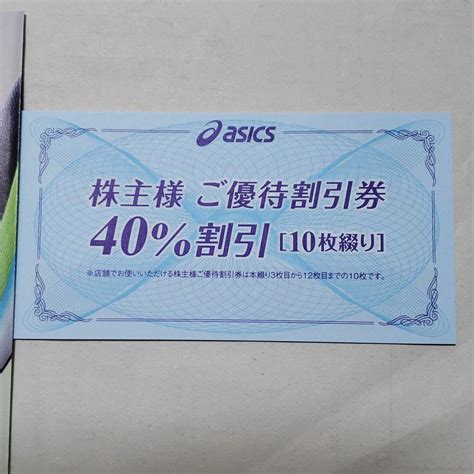 asics
株主様 ご優待割引券
40%割引 [10枚綴り]
※店舗でお使いいただける株主様ご優待割引券は本綴り3枚目から12枚目までの10枚です。